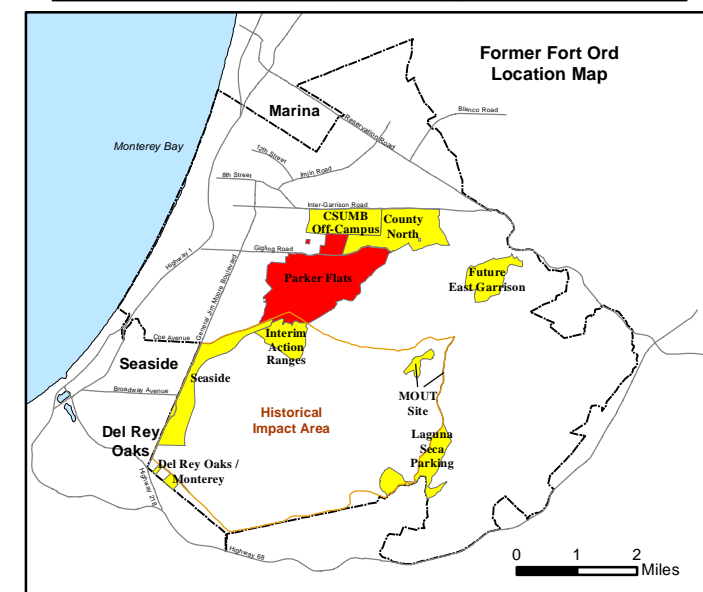 Former Fort Ord
Location Map
Marina
Blanco Road
Reservation Road
Monterey Bay
12th Street
Imjin Road
8th Street
Inter-Garrison Road
CSUMB
Off-Campus
County
North
Gigling Road
Highway 1
General Jim Moore Boulevard
Parker Flats
Future
East Garrison
Coe Avenue
Interim
Action
Ranges
Seaside
Seaside
Broadway Avenue
MOUT
Site
Historical
Impact Area
Del Rey
Oaks
Laguna
Seca
Parking
Del Rey Oaks /
Monterey
Highway 218
Highway 68
0 1 2
Miles